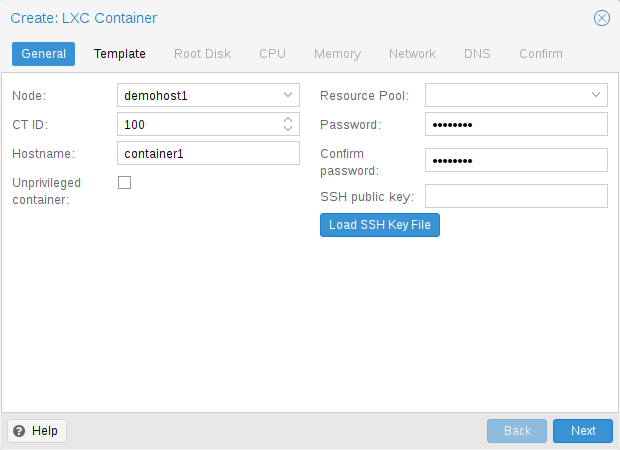 Create: LXC Container
General Template Root Disk CPU Memory Network DNS Confirm
Node: demohost1
CT ID: 100
Hostname: container1
Unprivileged
container:
Resource Pool:
Password: ••••••••
Confirm
password: ••••••••
SSH public key:
Load SSH Key File
Help Back Next